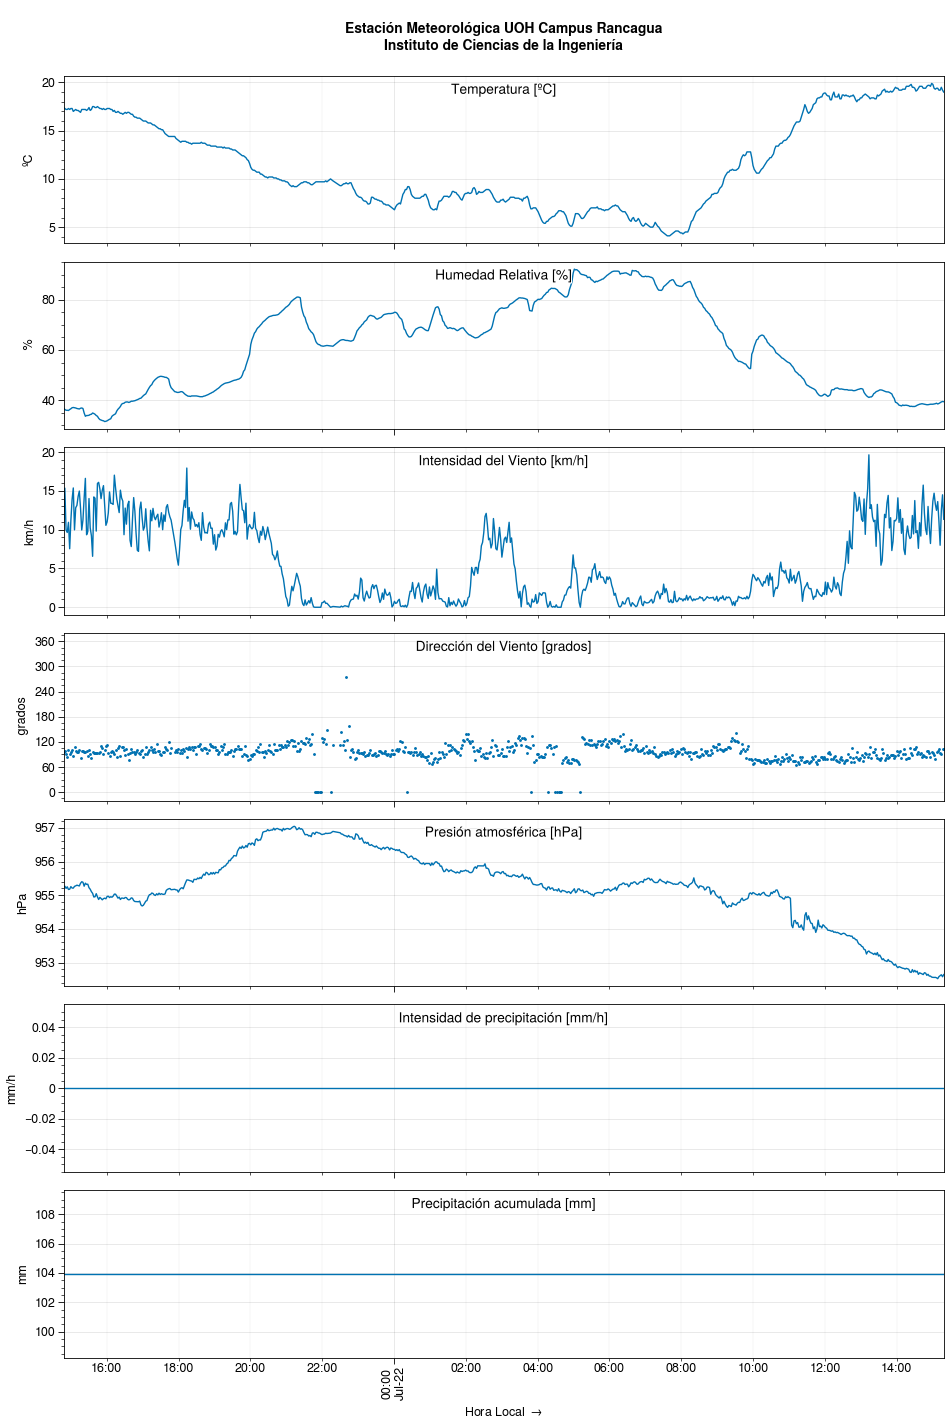 Estación Meteorológica UOH Campus Rancagua
Instituto de Ciencias de la Ingeniería
Temperatura [ºC]
20
15
10
5
ºC
Humedad Relativa [%]
80
60
40
%
Intensidad del Viento [km/h]
20
15
10
5
0
km/h
Dirección del Viento [grados]
360
300
240
180
120
60
0
grados
Presión atmosférica [hPa]
957
956
955
954
953
hPa
Intensidad de precipitación [mm/h]
0.04
0.02
0
−0.02
−0.04
mm/h
Precipitación acumulada [mm]
108
106
104
102
100
mm
16:00 18:00 20:00 22:00 00:00 02:00 04:00 06:00 08:00 10:00 12:00 14:00
Jul-22
Hora Local →